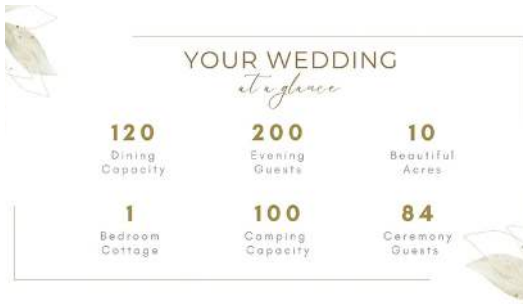 YOUR WEDDING
at a glance
120
Dining
Capacity
200
Evening
Guests
10
Beautiful
Acres
1
Bedroom
Cottage
100
Camping
Capacity
84
Ceremony
Guests